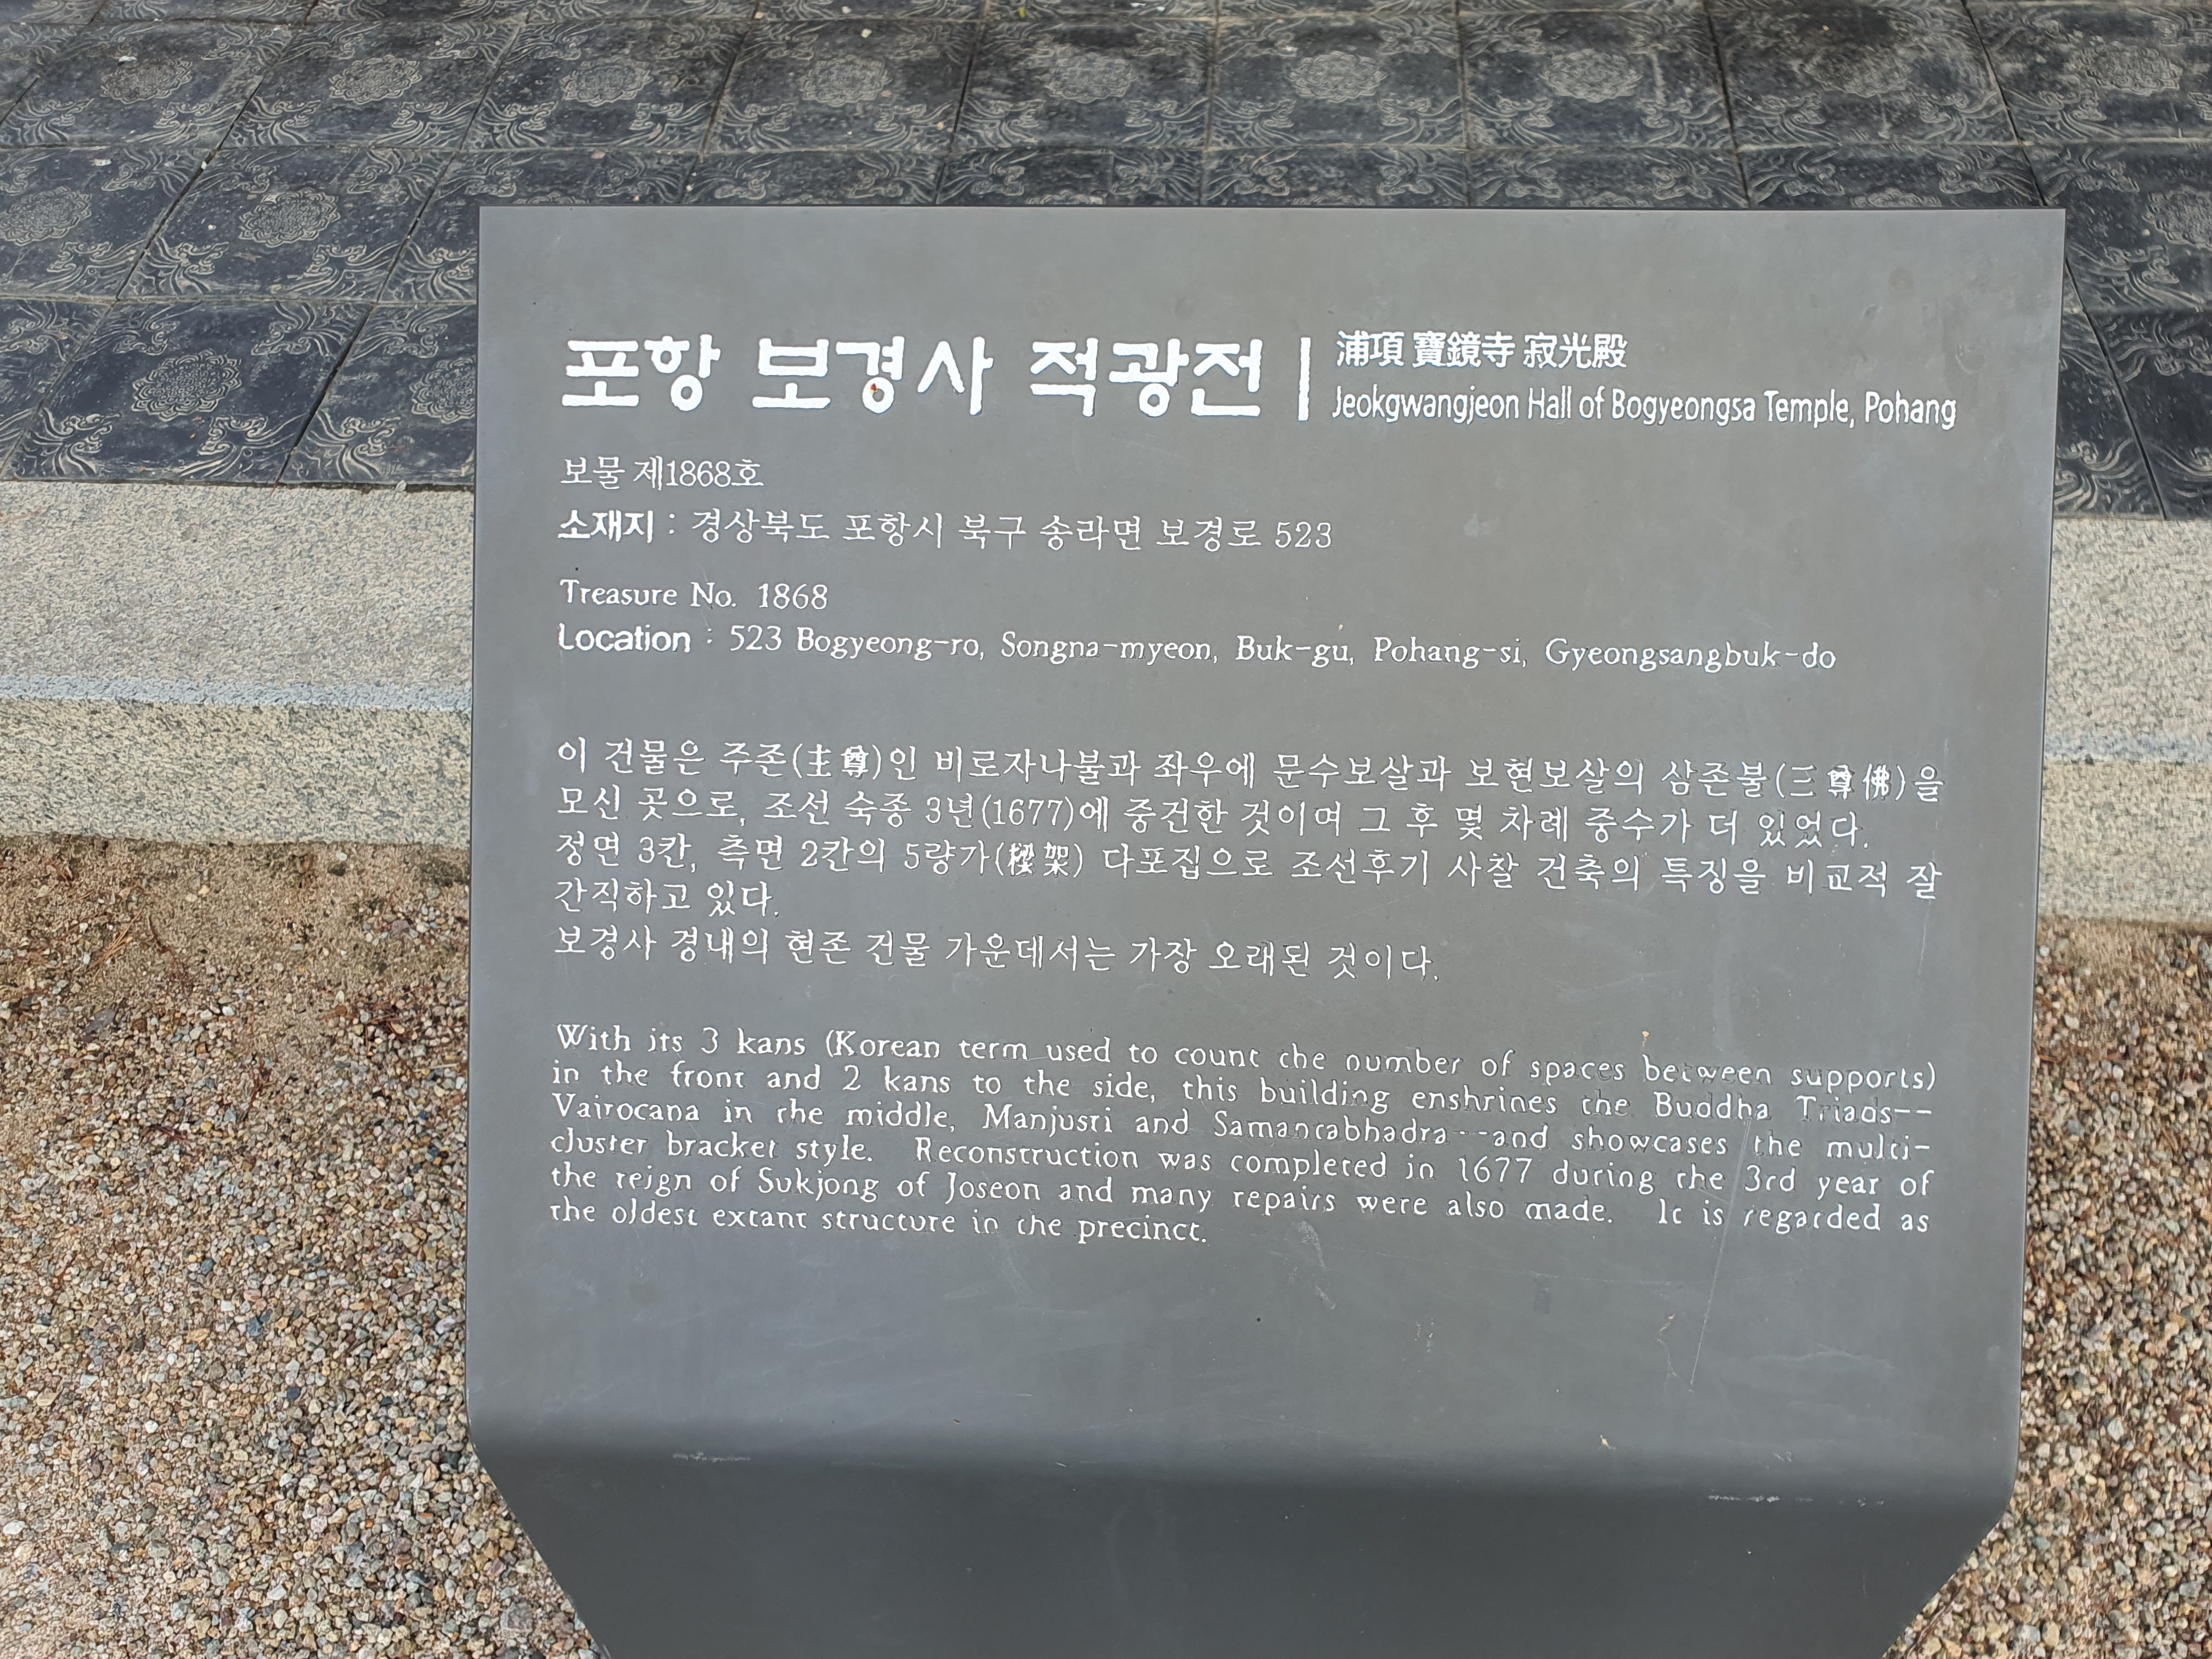 포항 보경사 적광전
浦項 寶鏡寺 寂光殿
Jeokgwangjeon Hall of Bogyeongsa Temple, Pohang
보물 제1868호
소재지 : 경상북도 포항시 북구 송라면 보경로 523
Treasure No. 1868
Location : 523 Bogyeong-ro, Songna-myeon, Buk-gu, Pohang-si, Gyeongsangbuk-do
이 건물은 주존(主尊)인 비로자나불과 좌우에 문수보살과 보현보살의 삼존불(三尊佛)을
모신 곳으로, 조선 숙종 3년(1677)에 중건한 것이며 그 후 몇 차례 중수가 더 있었다.
정면 3칸, 측면 2칸의 5량가(樑架) 다포집으로 조선후기 사찰 건축의 특징을 비교적 잘
간직하고 있다.
보경사 경내의 현존 건물 가운데서는 가장 오래된 것이다.
With its 3 kans (Korean term used to count the number of spaces between supports)
in the front and 2 kans to the side, this building enshrines the Buddha Triads--
Vairocana in the middle, Manjusri and Samantabhadra--and showcases the multi-
cluster bracket style. Reconstruction was completed in 1677 during the 3rd year of
the reign of Sukjong of Joseon and many repairs were also made. It is regarded as
the oldest extant structure in the precinct.